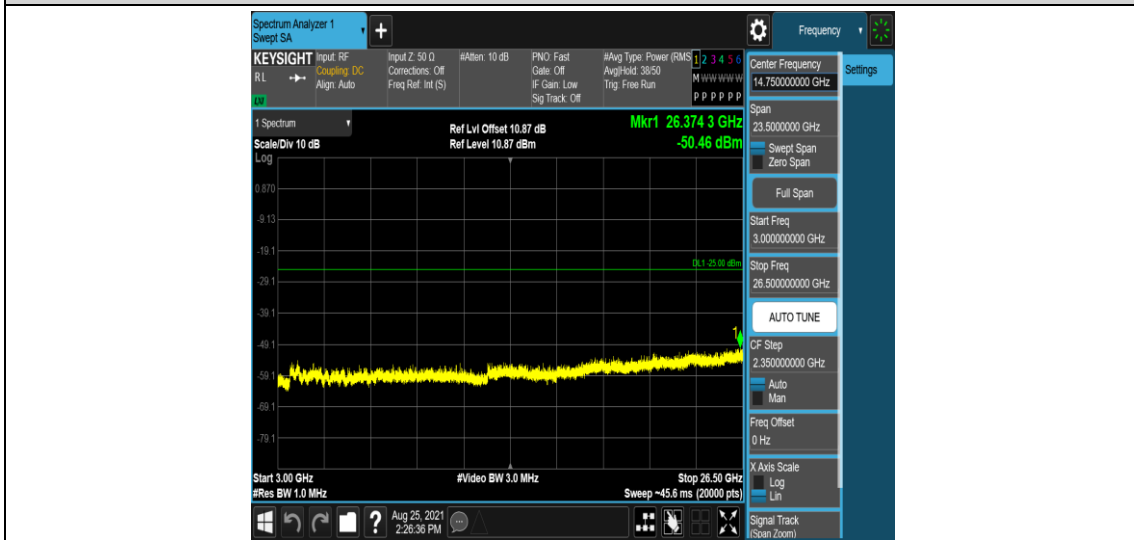 Spectrum Analyzer 1
Swept SA
+
Frequency
KEYSIGHT
RL
Input: RF
Coupling: DC
Align: Auto
Input Z: 50 Ω
Corrections: Off
Freq Ref: Int (S)
#Atten: 10 dB
PNO: Fast
Gate: Off
IF Gain: Low
Sig Track: Off
#Avg Type: Power (RMS
Avg|Hold: 38/50
Trig: Free Run
1 2 3 4 5 6
M W W W W W
P P P P P P
1 Spectrum
Scale/Div 10 dB
Log
Ref Lvl Offset 10.87 dB
Ref Level 10.87 dBm
Mkr1 26.374 3 GHz
-50.46 dBm
0.870
-9.13
-19.1
-29.1
-39.1
-49.1
-59.1
-69.1
-79.1
DL1 -25.00 dBm
1
Start 3.00 GHz
#Res BW 1.0 MHz
#Video BW 3.0 MHz
Stop 26.50 GHz
Sweep ~45.6 ms (20000 pts)
Center Frequency
14.750000000 GHz
Settings
Span
23.5000000 GHz
Swept Span
Zero Span
Full Span
Start Freq
3.000000000 GHz
Stop Freq
26.500000000 GHz
AUTO TUNE
CF Step
2.350000000 GHz
Auto
Man
Freq Offset
0 Hz
X Axis Scale
Log
Lin
Signal Track
(Span Zoom)
?
Aug 25, 2021
2:26:36 PM